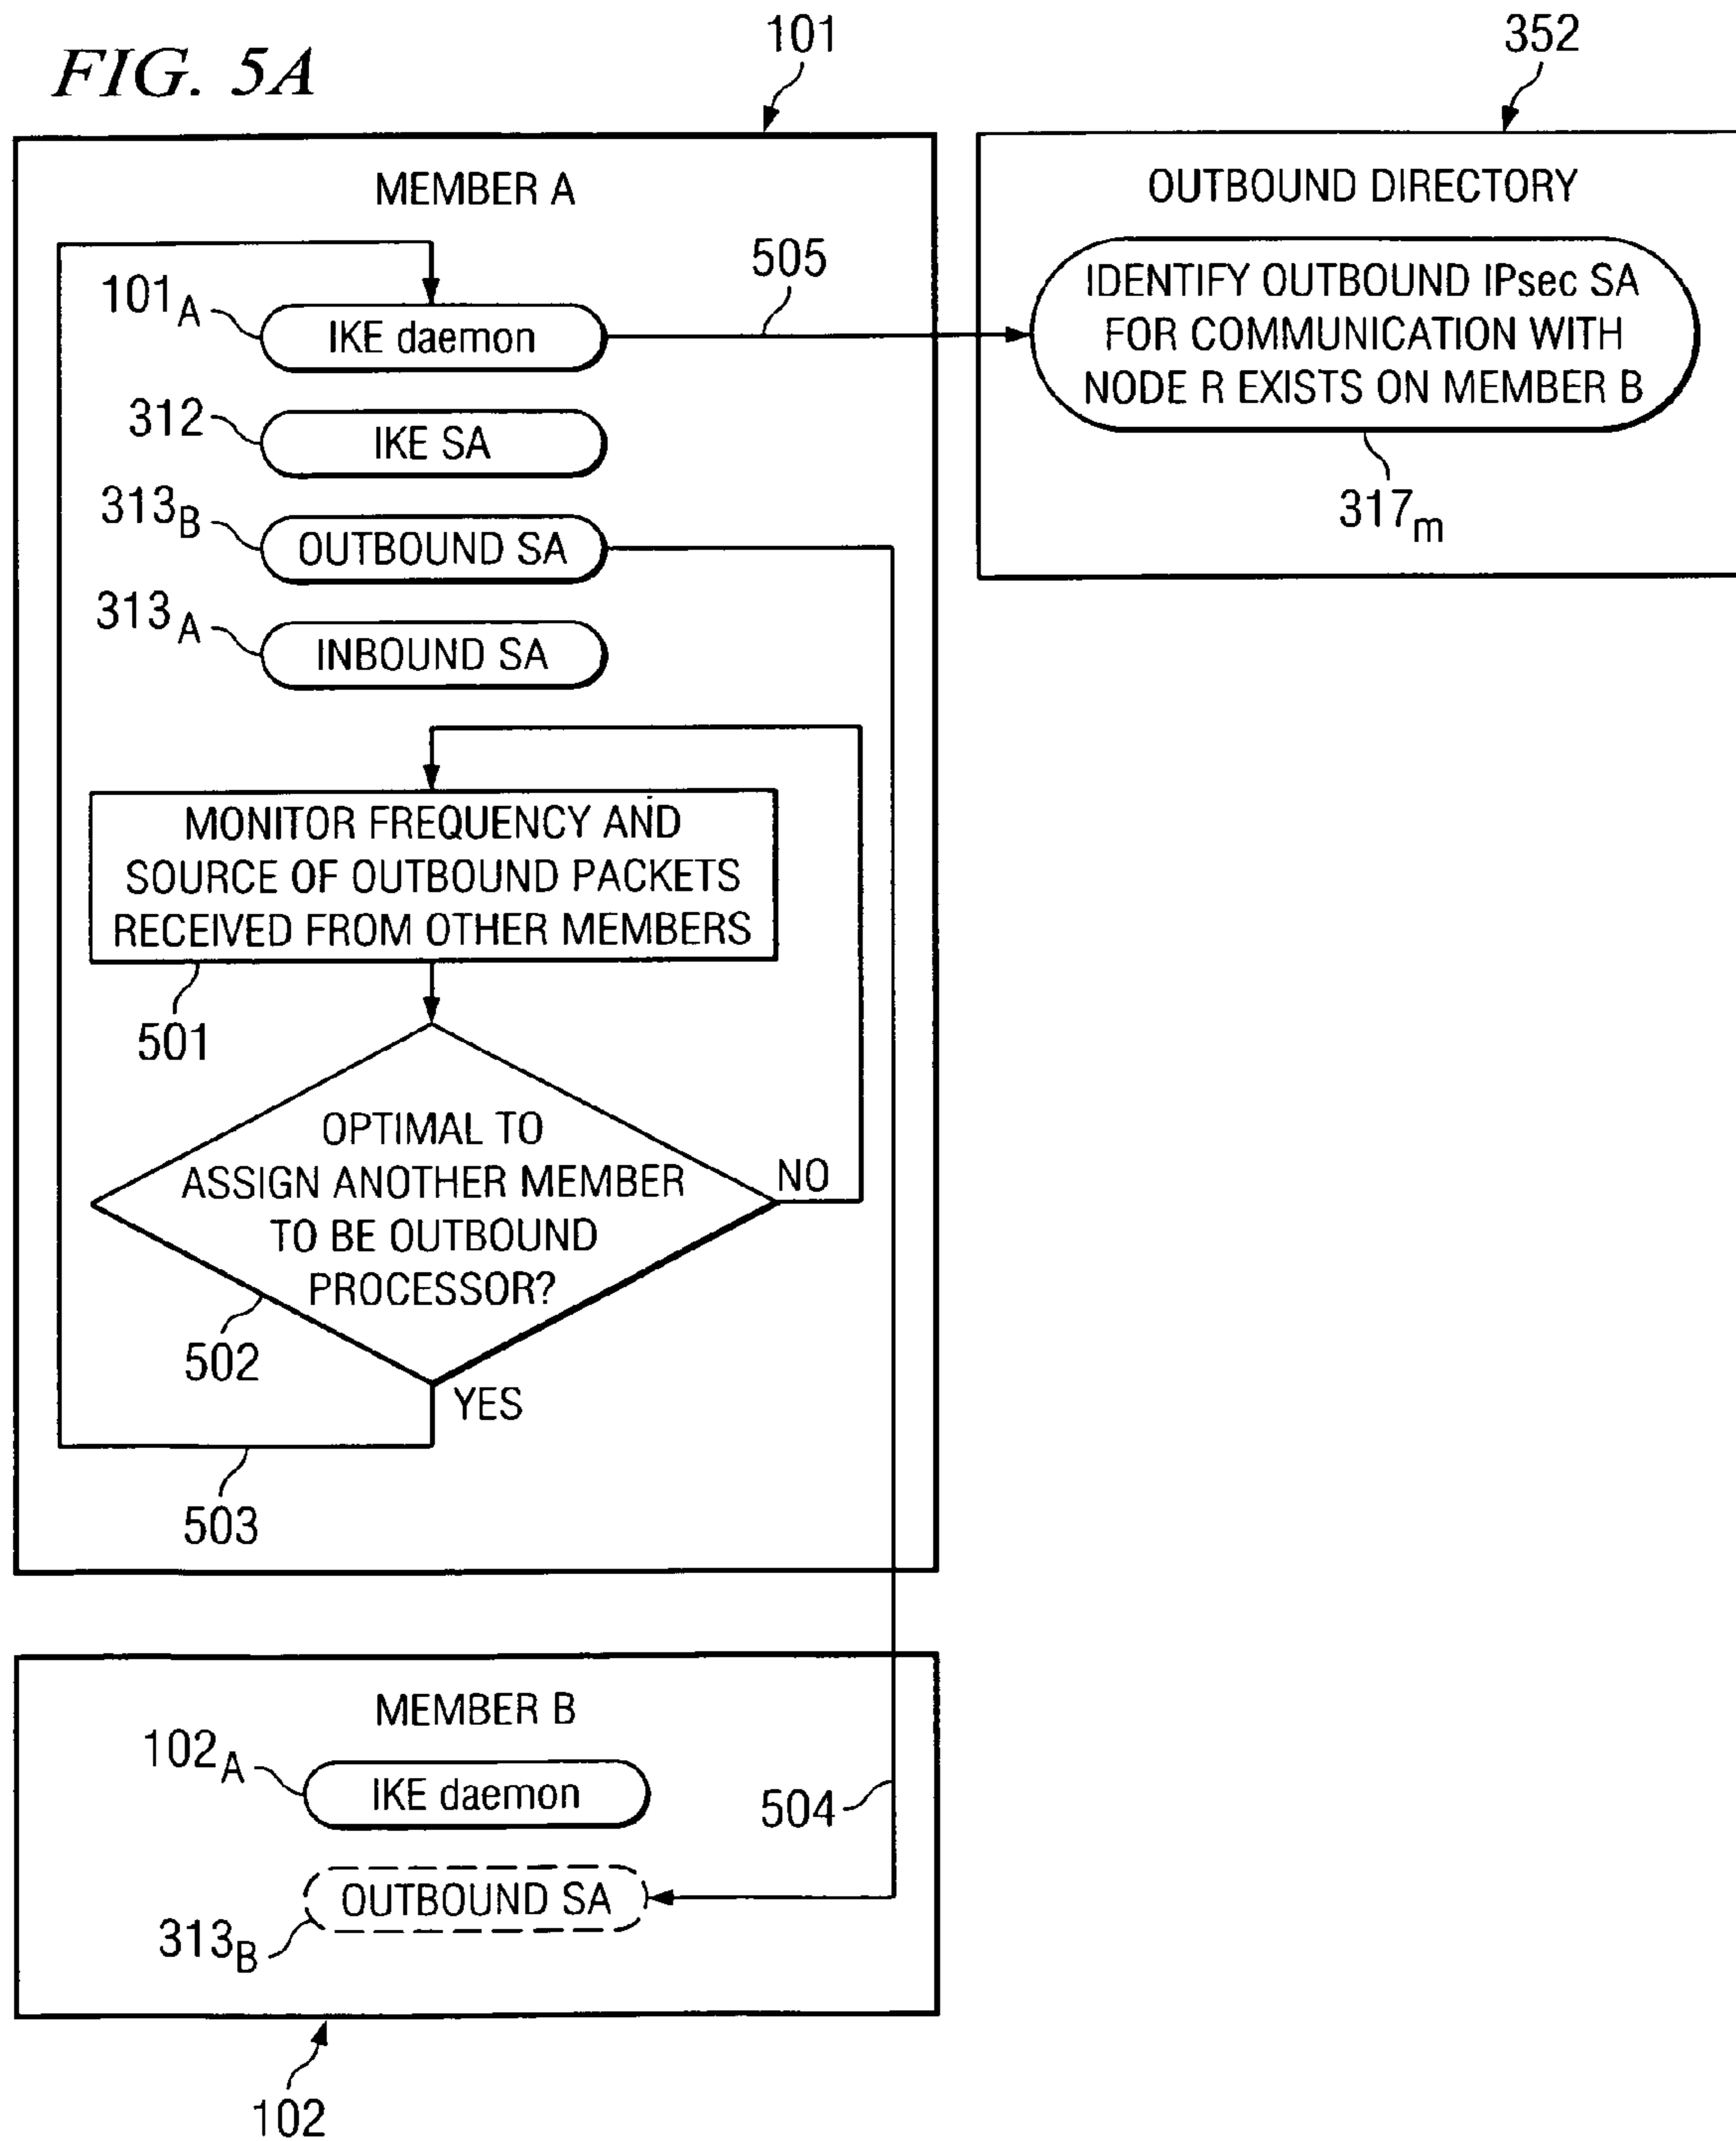 FIG. 5A
101
352
MEMBER A
OUTBOUND DIRECTORY
505
101A
IKE daemon
IDENTIFY OUTBOUND IPsec SA
FOR COMMUNICATION WITH
NODE R EXISTS ON MEMBER B
317m
312
IKE SA
313B
OUTBOUND SA
313A
INBOUND SA
MONITOR FREQUENCY AND
SOURCE OF OUTBOUND PACKETS
RECEIVED FROM OTHER MEMBERS
501
OPTIMAL TO
ASSIGN ANOTHER MEMBER
TO BE OUTBOUND
PROCESSOR?
NO
502
YES
503
MEMBER B
102A
IKE daemon
504
OUTBOUND SA
313B
102